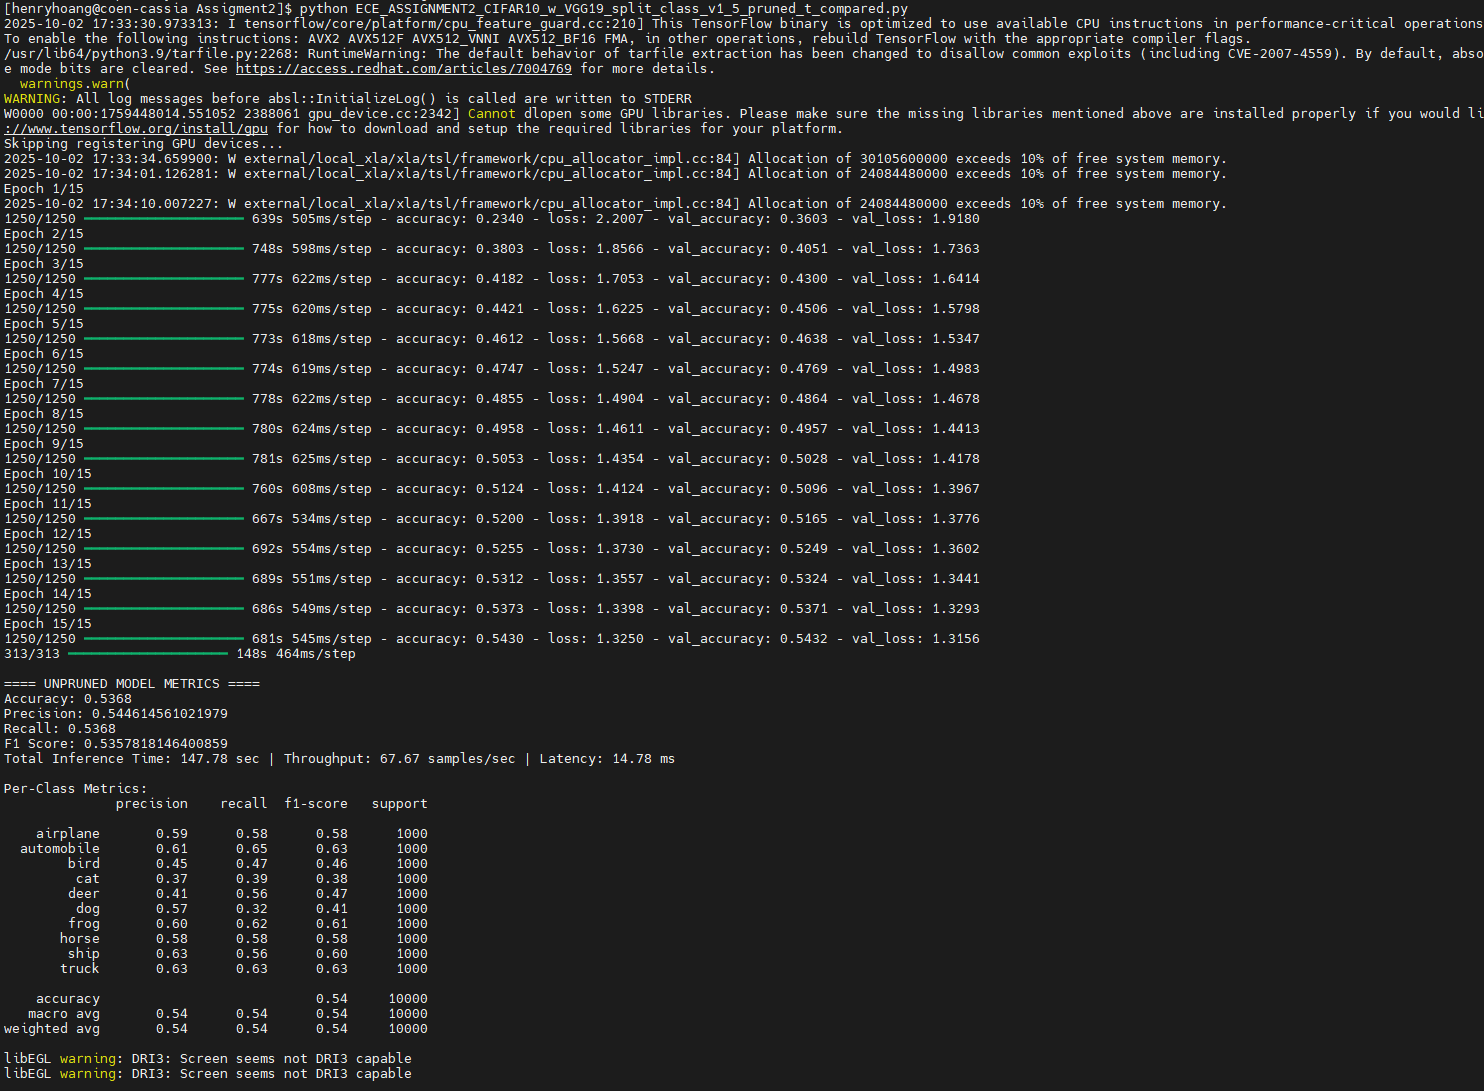 [henryhoang@coen-cassia Assigment2]$ python ECE_ASSIGNMENT2_CIFAR10_w_VGG19_split_class_v1_5_pruned_t_compared.py
2025-10-02 17:33:30.973313: I tensorflow/core/platform/cpu_feature_guard.cc:210] This TensorFlow binary is optimized to use available CPU instructions in performance-critical operations
To enable the following instructions: AVX2 AVX512F AVX512_VNNI AVX512_BF16 FMA, in other operations, rebuild TensorFlow with the appropriate compiler flags.
/usr/lib64/python3.9/tarfile.py:2268: RuntimeWarning: The default behavior of tarfile extraction has been changed to disallow common exploits (including CVE-2007-4559). By default, abso
e mode bits are cleared. See https://access.redhat.com/articles/7004769 for more details.
  warnings.warn(
WARNING: All log messages before absl::InitializeLog() is called are written to STDERR
W0000 00:00:1759448014.551052 2388061 gpu_device.cc:2342] Cannot dlopen some GPU libraries. Please make sure the missing libraries mentioned above are installed properly if you would li
://www.tensorflow.org/install/gpu for how to download and setup the required libraries for your platform.
Skipping registering GPU devices...
2025-10-02 17:33:34.659900: W external/local_xla/xla/tsl/framework/cpu_allocator_impl.cc:84] Allocation of 30105600000 exceeds 10% of free system memory.
2025-10-02 17:34:01.126281: W external/local_xla/xla/tsl/framework/cpu_allocator_impl.cc:84] Allocation of 24084480000 exceeds 10% of free system memory.
Epoch 1/15
2025-10-02 17:34:10.007227: W external/local_xla/xla/tsl/framework/cpu_allocator_impl.cc:84] Allocation of 24084480000 exceeds 10% of free system memory.
1250/1250 ━━━━━━━━━━━━━━━━━━━━ 639s 505ms/step - accuracy: 0.2340 - loss: 2.2007 - val_accuracy: 0.3603 - val_loss: 1.9180
Epoch 2/15
1250/1250 ━━━━━━━━━━━━━━━━━━━━ 748s 598ms/step - accuracy: 0.3803 - loss: 1.8566 - val_accuracy: 0.4051 - val_loss: 1.7363
Epoch 3/15
1250/1250 ━━━━━━━━━━━━━━━━━━━━ 777s 622ms/step - accuracy: 0.4182 - loss: 1.7053 - val_accuracy: 0.4300 - val_loss: 1.6414
Epoch 4/15
1250/1250 ━━━━━━━━━━━━━━━━━━━━ 775s 620ms/step - accuracy: 0.4421 - loss: 1.6225 - val_accuracy: 0.4506 - val_loss: 1.5798
Epoch 5/15
1250/1250 ━━━━━━━━━━━━━━━━━━━━ 773s 618ms/step - accuracy: 0.4612 - loss: 1.5668 - val_accuracy: 0.4638 - val_loss: 1.5347
Epoch 6/15
1250/1250 ━━━━━━━━━━━━━━━━━━━━ 774s 619ms/step - accuracy: 0.4747 - loss: 1.5247 - val_accuracy: 0.4769 - val_loss: 1.4983
Epoch 7/15
1250/1250 ━━━━━━━━━━━━━━━━━━━━ 778s 622ms/step - accuracy: 0.4855 - loss: 1.4904 - val_accuracy: 0.4864 - val_loss: 1.4678
Epoch 8/15
1250/1250 ━━━━━━━━━━━━━━━━━━━━ 780s 624ms/step - accuracy: 0.4958 - loss: 1.4611 - val_accuracy: 0.4957 - val_loss: 1.4413
Epoch 9/15
1250/1250 ━━━━━━━━━━━━━━━━━━━━ 781s 625ms/step - accuracy: 0.5053 - loss: 1.4354 - val_accuracy: 0.5028 - val_loss: 1.4178
Epoch 10/15
1250/1250 ━━━━━━━━━━━━━━━━━━━━ 760s 608ms/step - accuracy: 0.5124 - loss: 1.4124 - val_accuracy: 0.5096 - val_loss: 1.3967
Epoch 11/15
1250/1250 ━━━━━━━━━━━━━━━━━━━━ 667s 534ms/step - accuracy: 0.5200 - loss: 1.3918 - val_accuracy: 0.5165 - val_loss: 1.3776
Epoch 12/15
1250/1250 ━━━━━━━━━━━━━━━━━━━━ 692s 554ms/step - accuracy: 0.5255 - loss: 1.3730 - val_accuracy: 0.5249 - val_loss: 1.3602
Epoch 13/15
1250/1250 ━━━━━━━━━━━━━━━━━━━━ 689s 551ms/step - accuracy: 0.5312 - loss: 1.3557 - val_accuracy: 0.5324 - val_loss: 1.3441
Epoch 14/15
1250/1250 ━━━━━━━━━━━━━━━━━━━━ 686s 549ms/step - accuracy: 0.5373 - loss: 1.3398 - val_accuracy: 0.5371 - val_loss: 1.3293
Epoch 15/15
1250/1250 ━━━━━━━━━━━━━━━━━━━━ 681s 545ms/step - accuracy: 0.5430 - loss: 1.3250 - val_accuracy: 0.5432 - val_loss: 1.3156
313/313 ━━━━━━━━━━━━━━━━━━━━ 148s 464ms/step

==== UNPRUNED MODEL METRICS ====
Accuracy: 0.5368
Precision: 0.544614561021979
Recall: 0.5368
F1 Score: 0.5357818146400859
Total Inference Time: 147.78 sec | Throughput: 67.67 samples/sec | Latency: 14.78 ms

Per-Class Metrics:
              precision    recall  f1-score   support

    airplane       0.59      0.58      0.58      1000
  automobile       0.61      0.65      0.63      1000
        bird       0.45      0.47      0.46      1000
         cat       0.37      0.39      0.38      1000
        deer       0.41      0.56      0.47      1000
         dog       0.57      0.32      0.41      1000
        frog       0.60      0.62      0.61      1000
       horse       0.58      0.58      0.58      1000
        ship       0.63      0.56      0.60      1000
       truck       0.63      0.63      0.63      1000

    accuracy                           0.54     10000
   macro avg       0.54      0.54      0.54     10000
weighted avg       0.54      0.54      0.54     10000

libEGL warning: DRI3: Screen seems not DRI3 capable
libEGL warning: DRI3: Screen seems not DRI3 capable